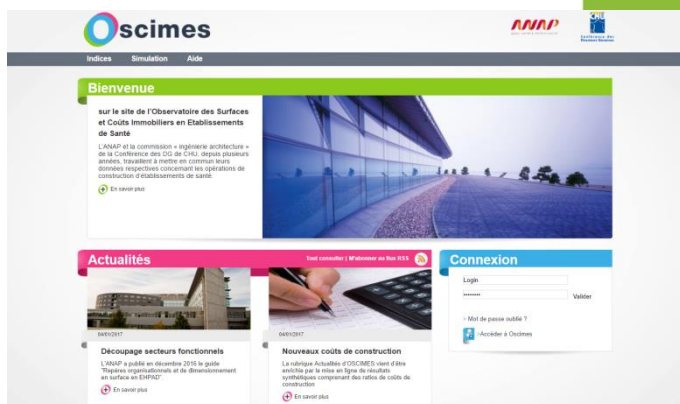 Oscimes
ANAP
CHU
Indices Simulation Aide
Bienvenue
sur le site de l'Observatoire des Surfaces
et Coûts Immobiliers en Etablissements
de Santé
L'ANAP et la commission « ingénierie architecture »
de la Conférence des DG de CHU, depuis plusieurs
années, travaillent à mettre en commun leurs
données respectives concernant les opérations de
construction d'établissements de santé.
En savoir plus
Actualités
Tout consulter | M'abonner au flux RSS
04/01/2017
Découpage secteurs fonctionnels
L'ANAP a publié en décembre 2016 le guide
"Repères organisationnels et de dimensionnement
en surface en EHPAD".
En savoir plus
04/01/2017
Nouveaux coûts de construction
La rubrique Actualités d'OSCIMES vient d'être
enrichie par la mise en ligne de résultats
synthétiques comprenant des ratios de coûts de
construction
En savoir plus
Connexion
Login
•••••••• Valider
> Mot de passe oublié ?
>Accéder à Oscimes